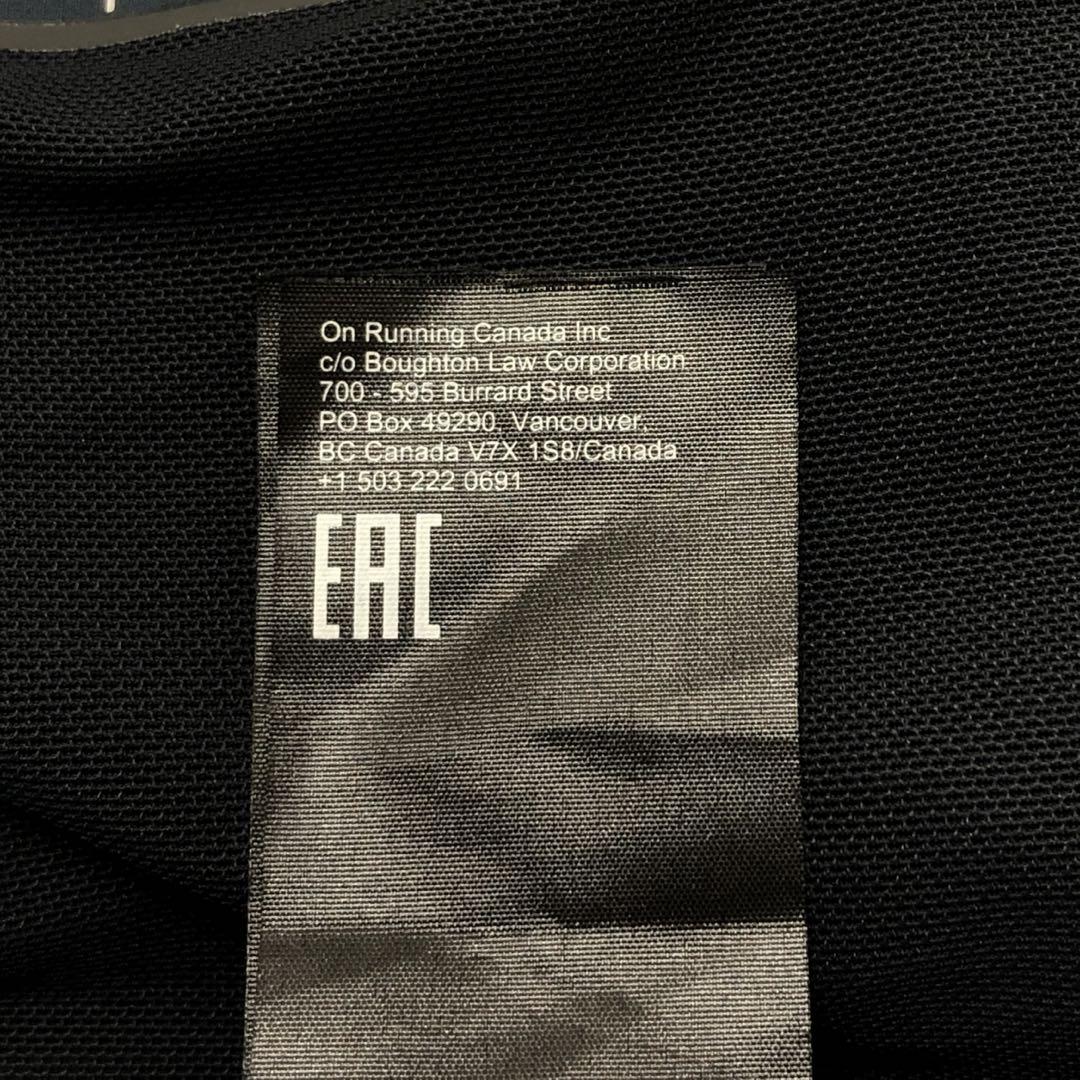 On Running Canada Inc
c/o Boughton Law Corporation
700 - 595 Burrard Street
PO Box 49290, Vancouver,
BC Canada V7X 1S8/Canada
+1 503 222 0691
EAC